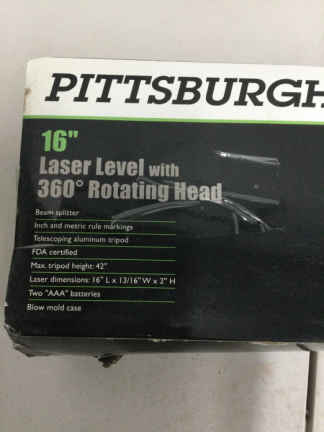 PITTSBURGH
16"
Laser Level with
360° Rotating Head
Beam splitter
Inch and metric rule markings
Telescoping aluminum tripod
FDA certified
Max. tripod height: 42"
Laser dimensions: 16" L x 13/16" W x 2" H
Two "AAA" batteries
Blow mold case